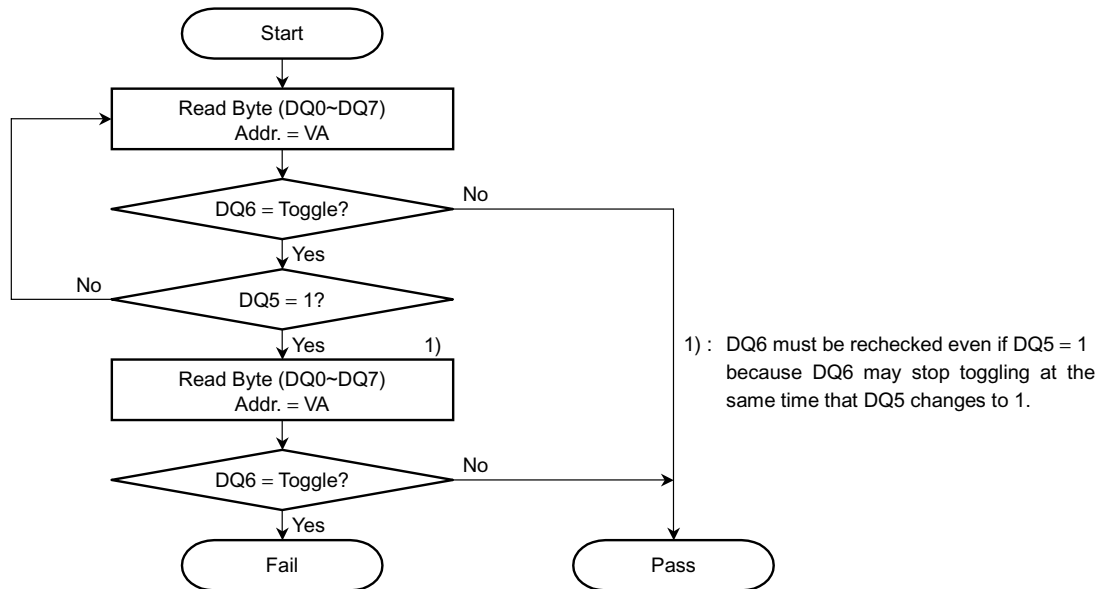 Start
Read Byte (DQ0~DQ7)
Addr. = VA
DQ6 = Toggle?
No
Yes
No
DQ5 = 1?
Yes
1)
Read Byte (DQ0~DQ7)
Addr. = VA
1) : DQ6 must be rechecked even if DQ5 = 1
because DQ6 may stop toggling at the
same time that DQ5 changes to 1.
DQ6 = Toggle?
No
Yes
Fail
Pass